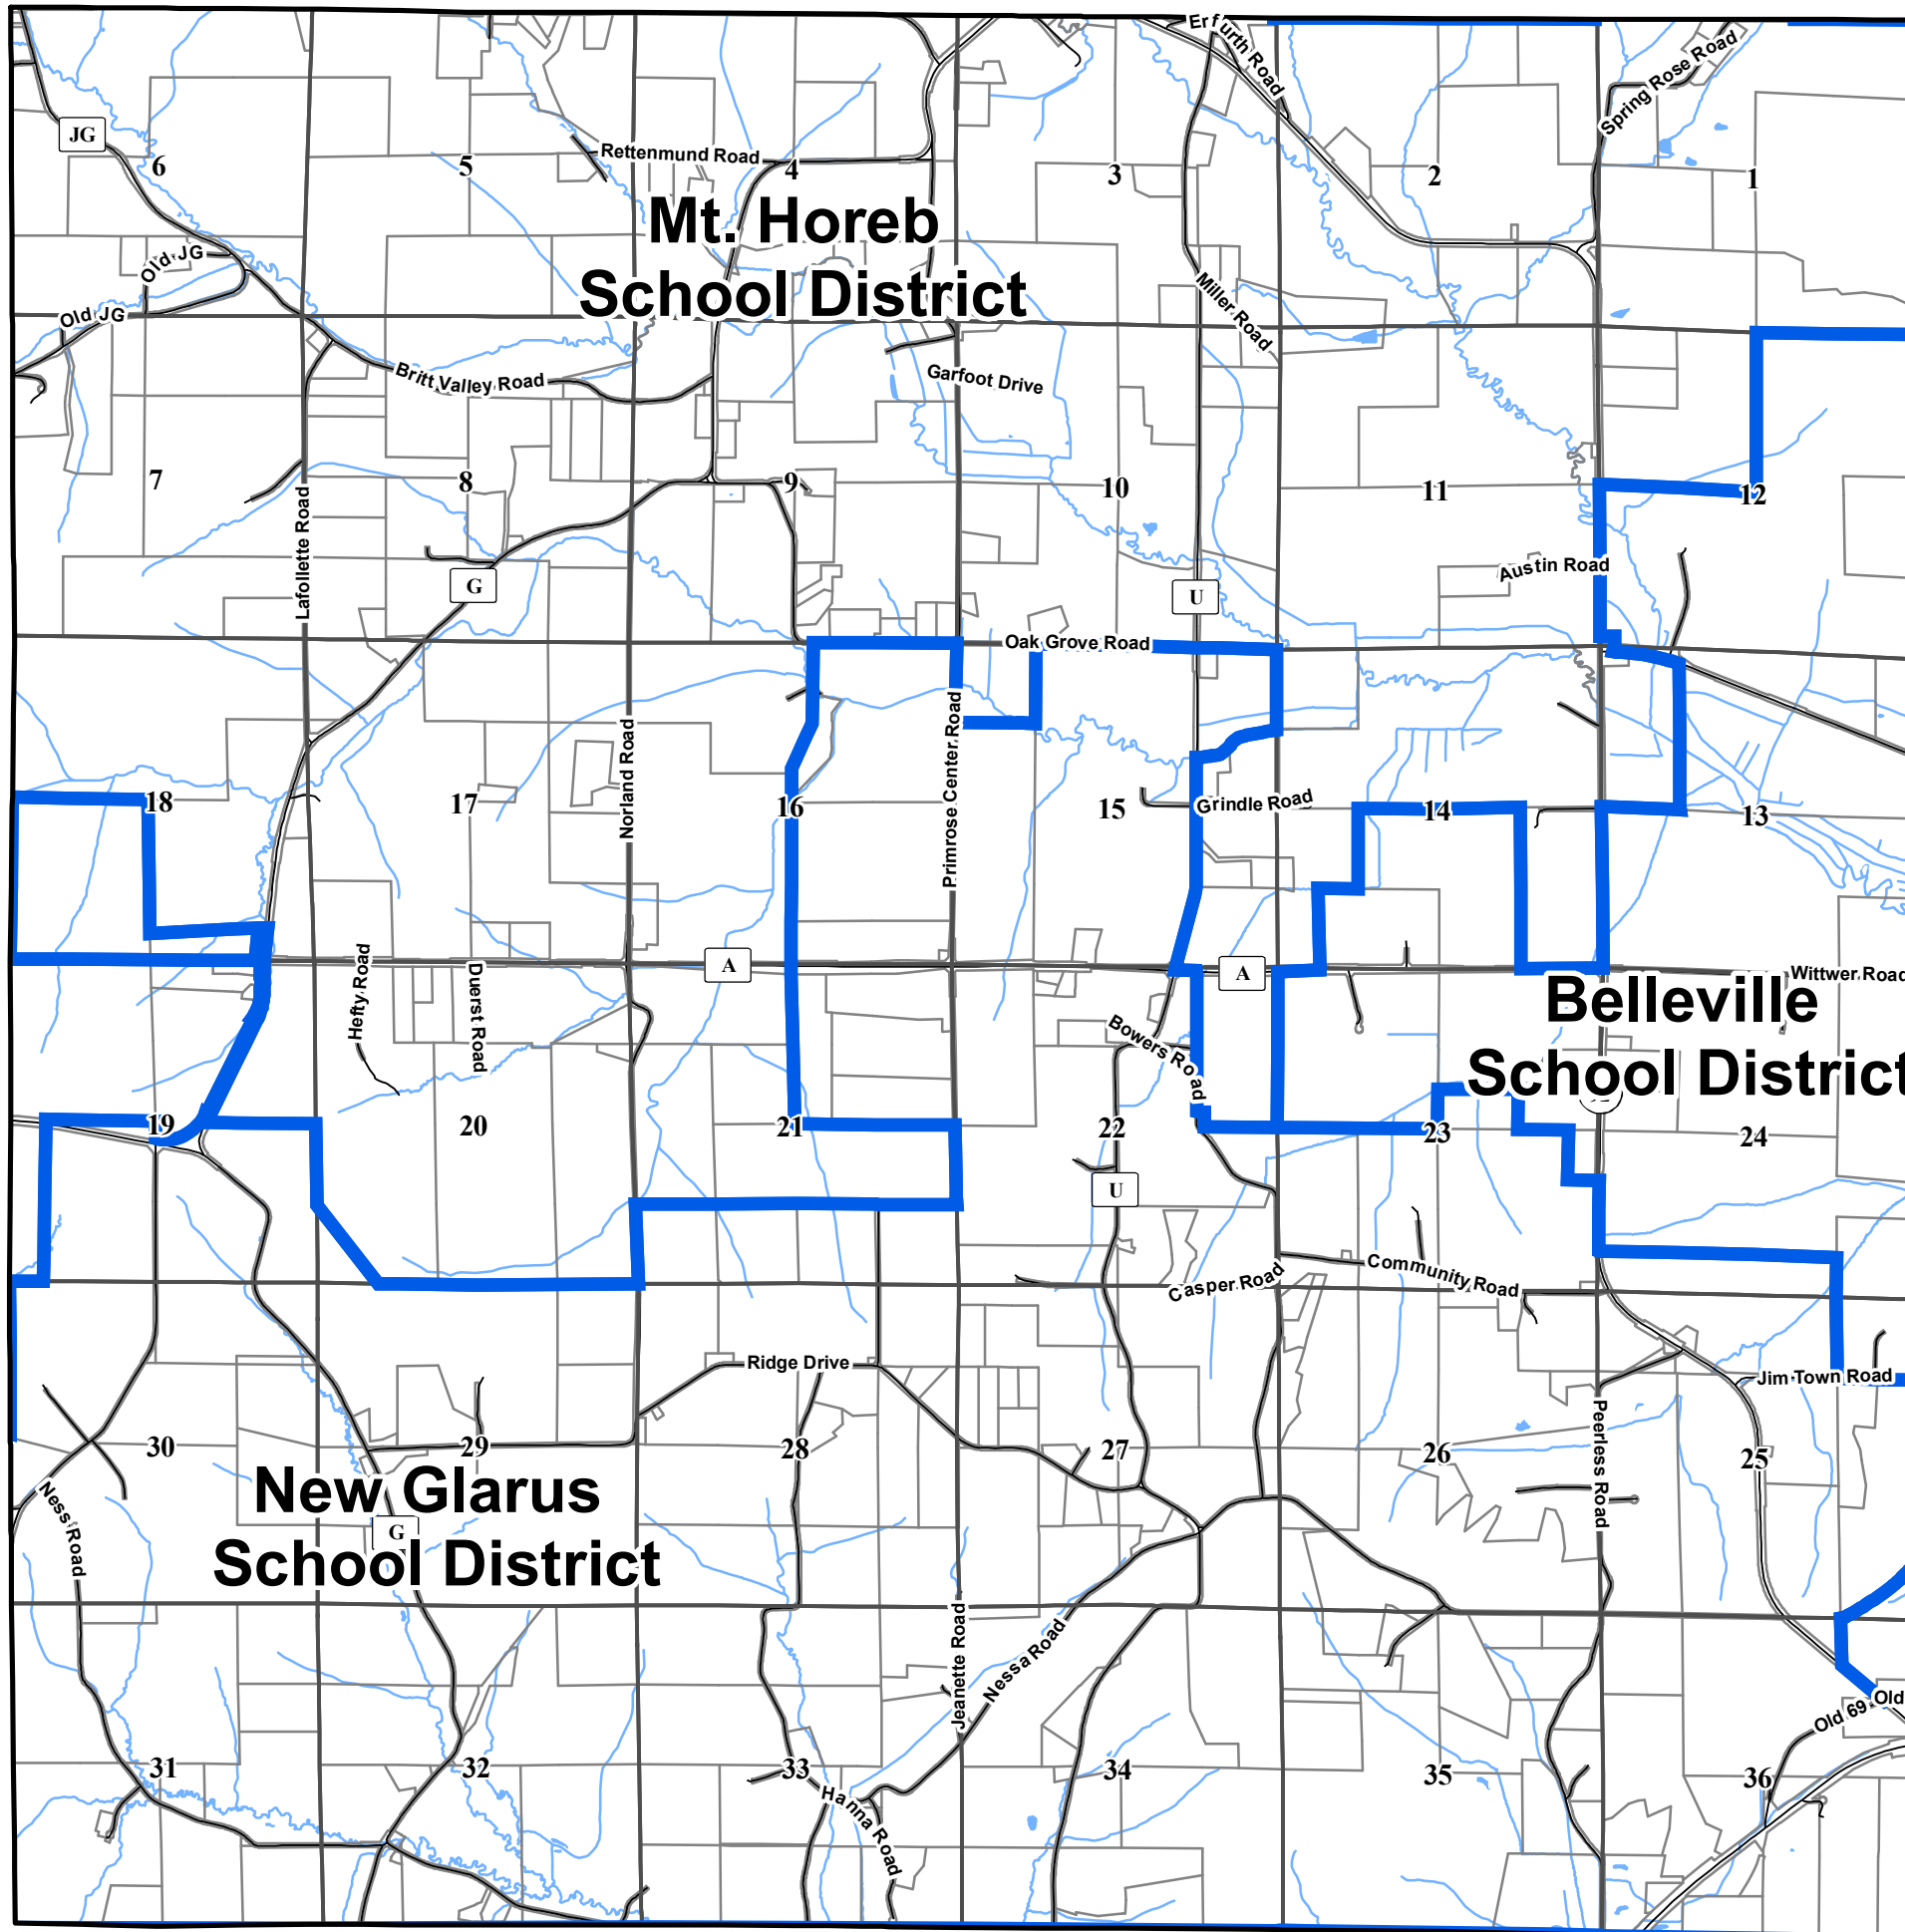 Erfurth Road
Spring Rose Road
JG
6
5
Rettenmund Road
4
3
2
1
Mt. Horeb
School District
Old JG
Old JG
Miller Road
Britt Valley Road
Garfoot Drive
7
8
9
10
11
12
Lafollette Road
G
U
Austin Road
Oak Grove Road
Norland Road
Primrose Center Road
18
17
16
15
Grindle Road
14
13
A
A
Wittwer Road
Hefty Road
Duerst Road
Bowers Road
Belleville
School District
19
20
21
22
23
24
U
Casper Road
Community Road
Ridge Drive
Jim Town Road
Peerless Road
30
29
28
27
26
25
New Glarus
School District
G
Ness Road
Jeanette Road
Nessa Road
Old 69
Old
31
32
33
34
35
36
Hanna Road